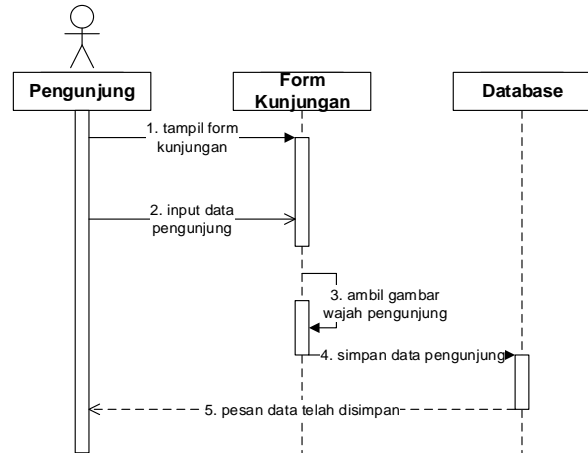 Pengunjung
Form
Kunjungan
Database
1. tampil form
kunjungan
2. input data
pengunjung
3. ambil gambar
wajah pengunjung
4. simpan data pengunjung
5. pesan data telah disimpan